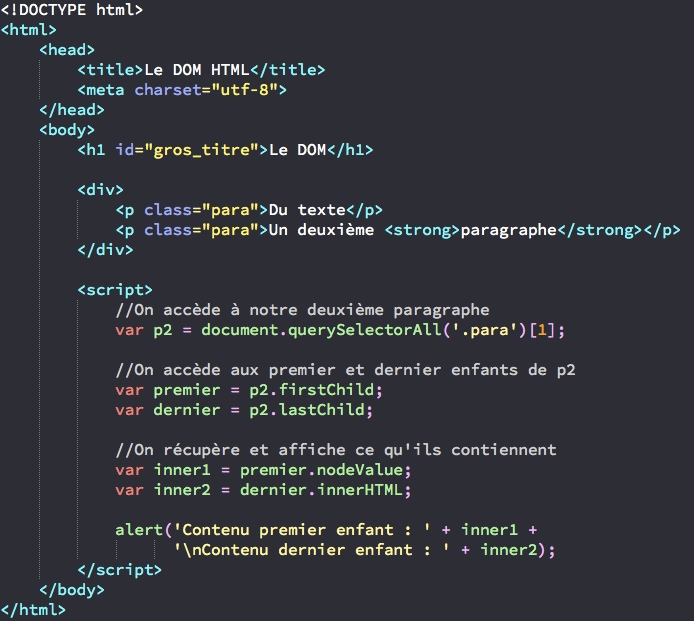 <!DOCTYPE html>
<html>
    <head>
        <title>Le DOM HTML</title>
        <meta charset="utf-8">
    </head>
    <body>
        <h1 id="gros_titre">Le DOM</h1>

        <div>
            <p class="para">Du texte</p>
            <p class="para">Un deuxième <strong>paragraphe</strong></p>
        </div>

        <script>
            //On accède à notre deuxième paragraphe
            var p2 = document.querySelectorAll('.para')[1];

            //On accède aux premier et dernier enfants de p2
            var premier = p2.firstChild;
            var dernier = p2.lastChild;

            //On récupère et affiche ce qu'ils contiennent
            var inner1 = premier.nodeValue;
            var inner2 = dernier.innerHTML;

            alert('Contenu premier enfant : ' + inner1 +
                  '\nContenu dernier enfant : ' + inner2);
        </script>
    </body>
</html>